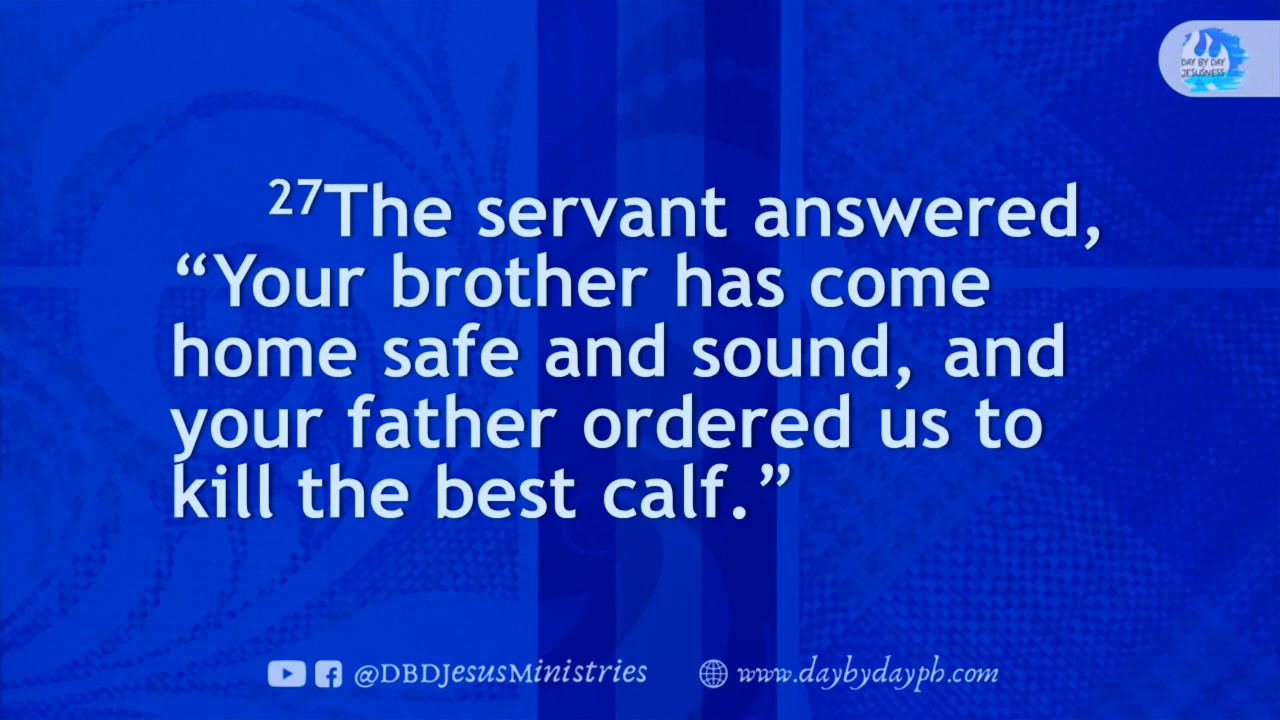 DAY BY DAY
JESUSNESS
27The servant answered,
“Your brother has come
home safe and sound, and
your father ordered us to
kill the best calf.”
@DBDJesusMinistries
www.daybydayph.com